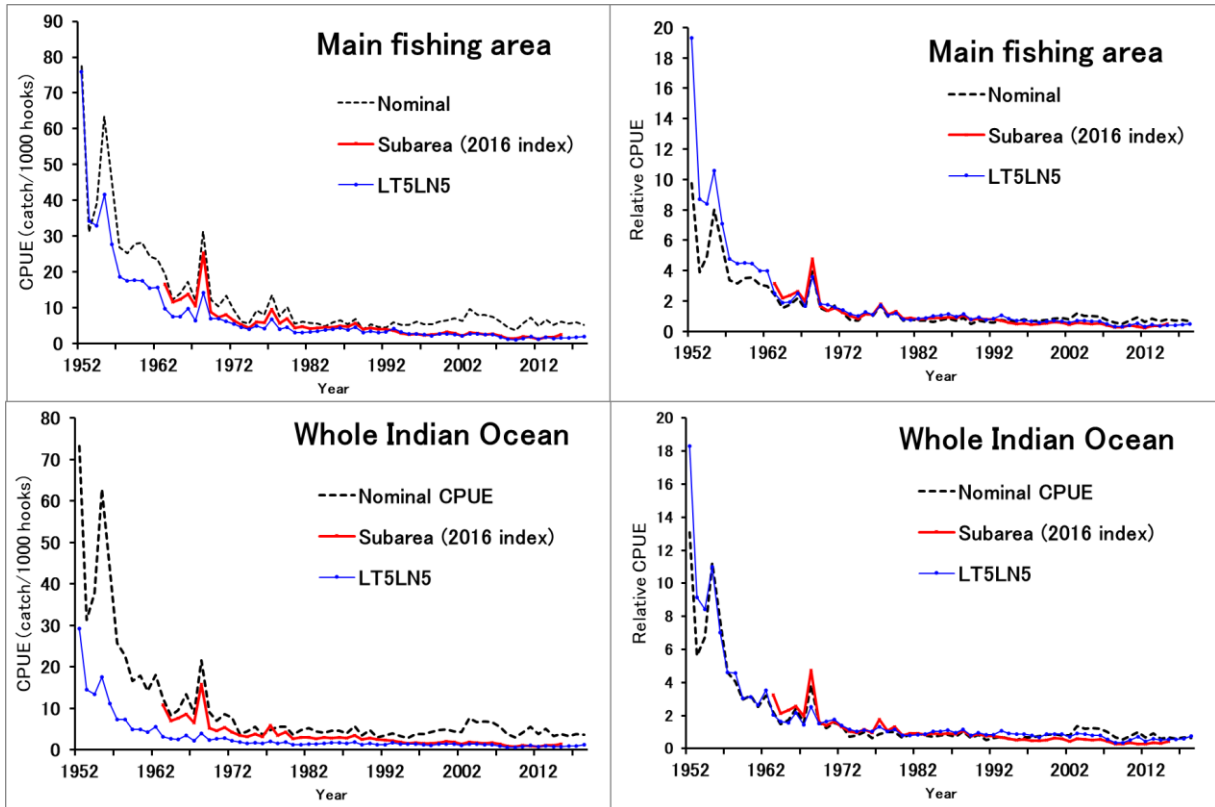 Main fishing area
CPUE (catch/1000 hooks)
90
80
70
60
50
40
30
20
10
0
Nominal
Subarea (2016 index)
LT5LN5
1952 1962 1972 1982 1992 2002 2012
Year
Main fishing area
Relative CPUE
20
18
16
14
12
10
8
6
4
2
0
Nominal
Subarea (2016 index)
LT5LN5
1952 1962 1972 1982 1992 2002 2012
Year
Whole Indian Ocean
CPUE (catch/1000 hooks)
80
70
60
50
40
30
20
10
0
Nominal CPUE
Subarea (2016 index)
LT5LN5
1952 1962 1972 1982 1992 2002 2012
Year
Whole Indian Ocean
Relative CPUE
20
18
16
14
12
10
8
6
4
2
0
Nominal CPUE
Subarea (2016 index)
LT5LN5
1952 1962 1972 1982 1992 2002 2012
Year